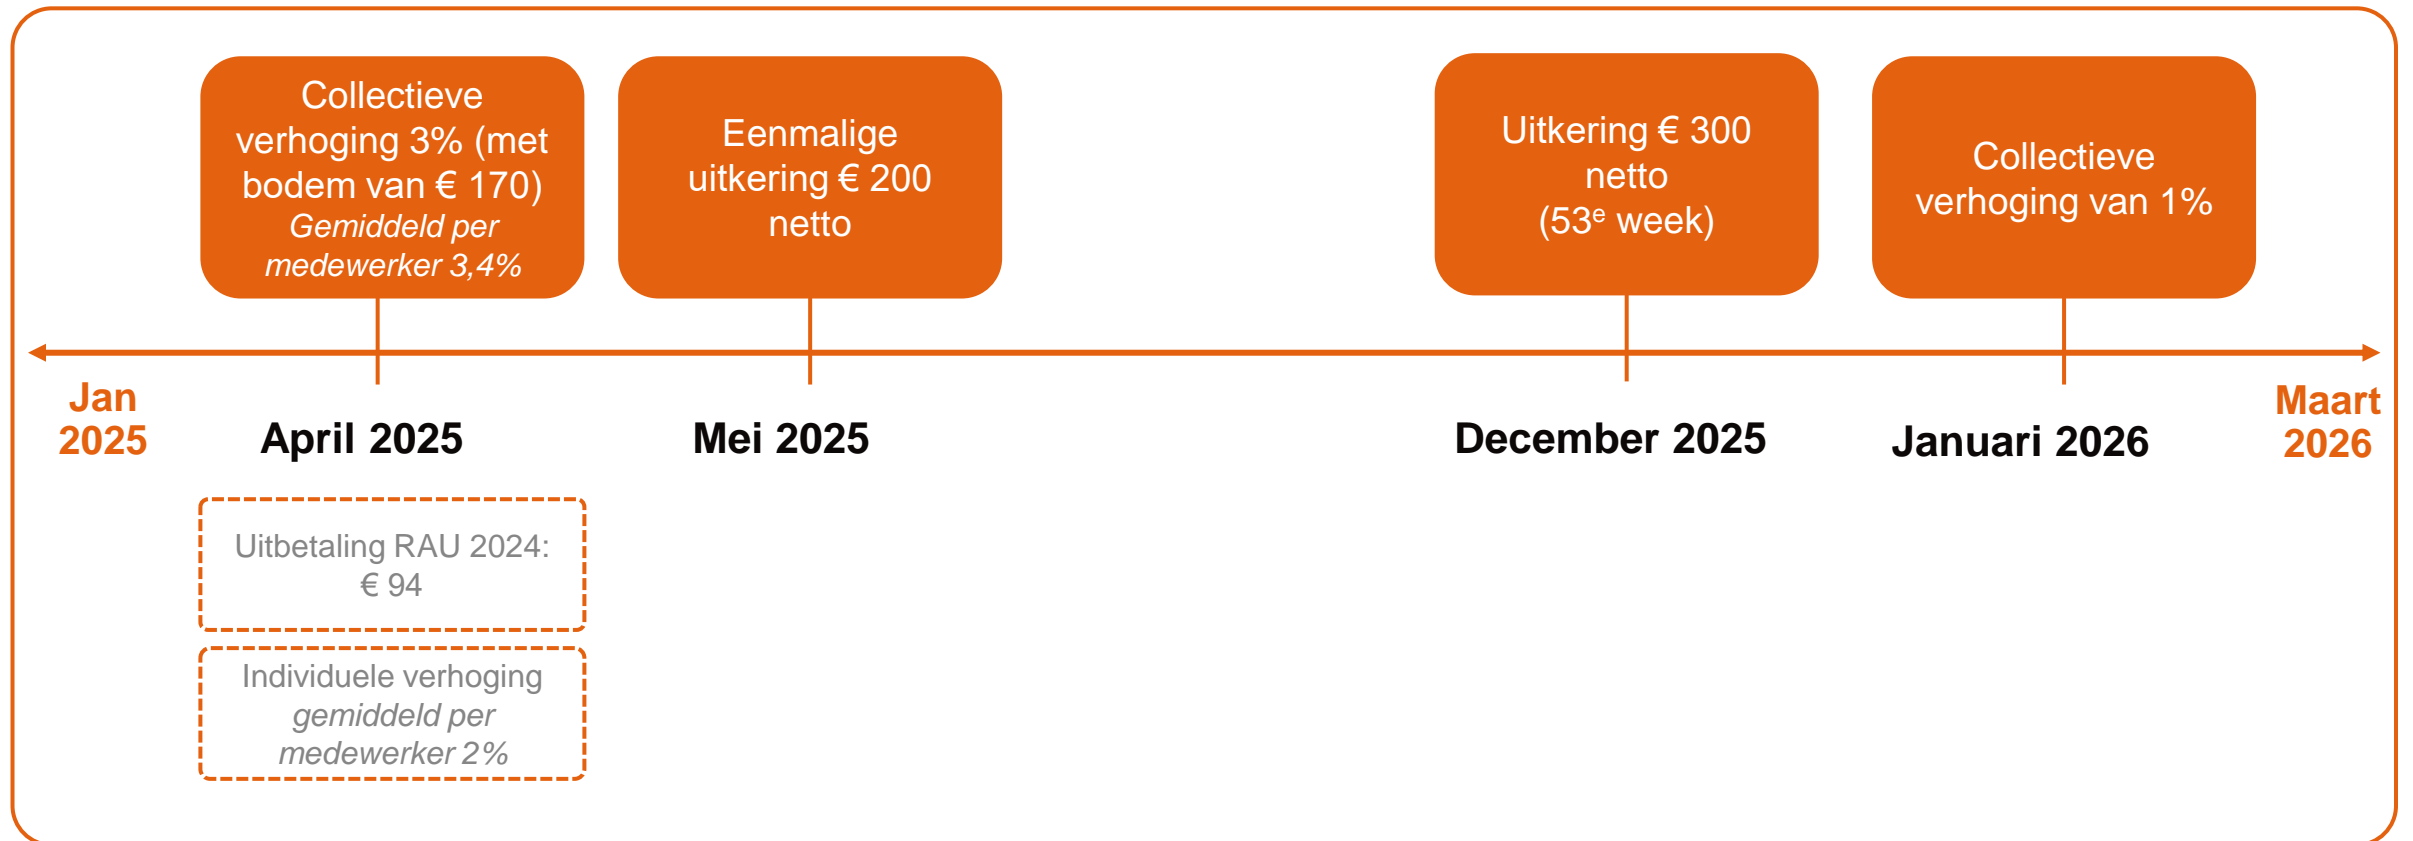 Collectieve
verhoging 3% (met
bodem van € 170)
Gemiddeld per
medewerker 3,4%
Eenmalige
uitkering € 200
netto
Uitkering € 300
netto
(53e week)
Collectieve
verhoging van 1%
Jan
2025
April 2025
Mei 2025
December 2025
Januari 2026
Maart
2026
Uitbetaling RAU 2024:
€ 94
Individuele verhoging
gemiddeld per
medewerker 2%